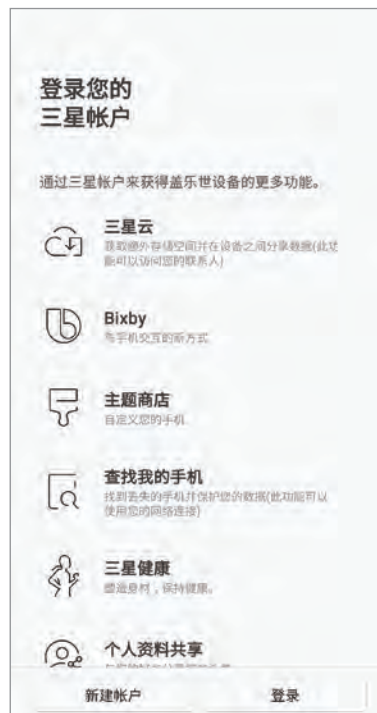 登录您的
三星帐户
通过三星帐户来获得盖乐世设备的更多功能。
三星云
获取额外存储空间并在设备之间分享数据(此功
能可以访问您的联系人)
Bixby
与手机交互的新方式
主题商店
自定义您的手机
查找我的手机
找到丢失的手机并保护您的数据(此功能可以
使用您的网络连接)
三星健康
塑造身材，保持健康。
个人资料共享
新建帐户 登录